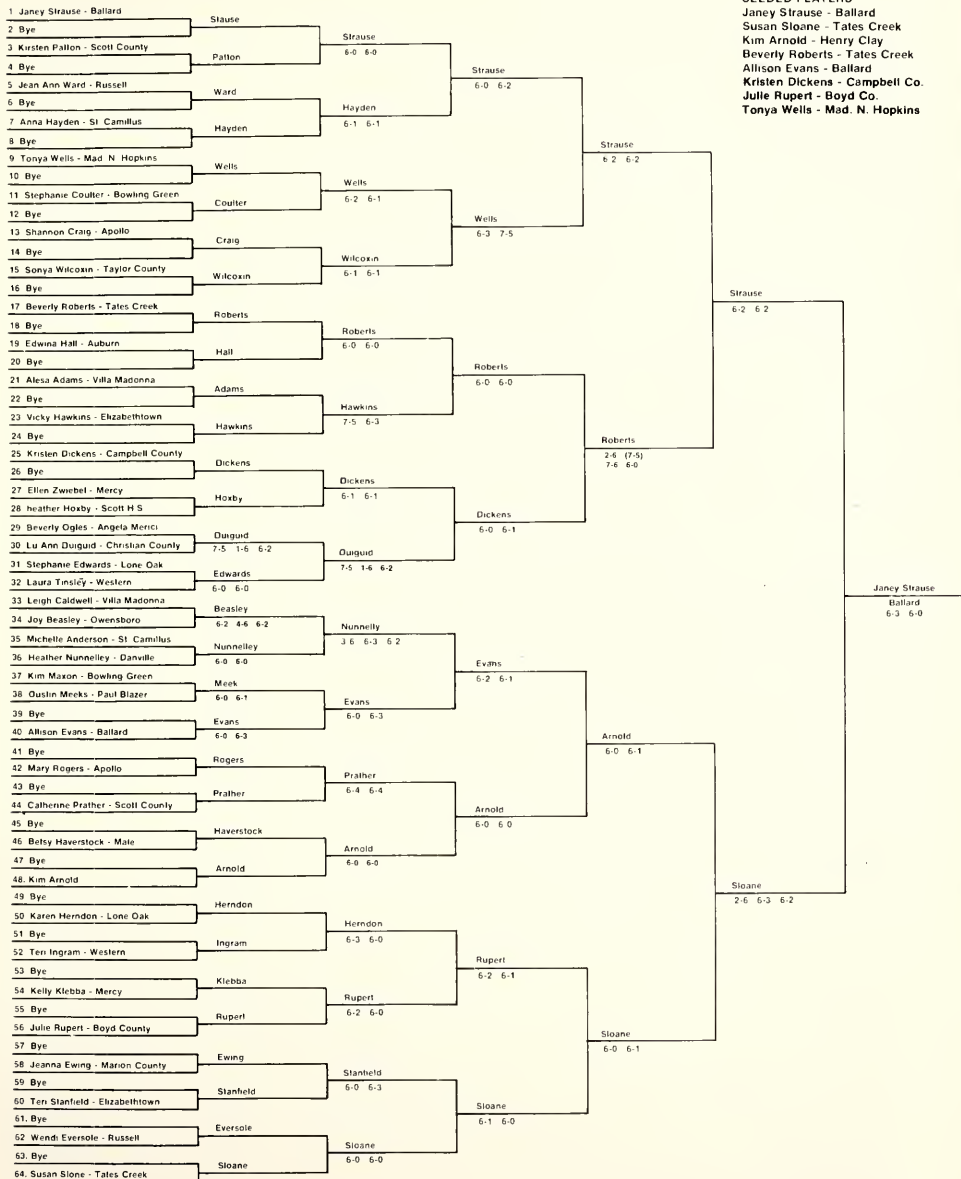 SEEDED PLAYERS
Janey Strause - Ballard
Susan Sloane - Tates Creek
Kim Arnold - Henry Clay
Beverly Roberts - Tates Creek
Allison Evans - Ballard
Kristen Dickens - Campbell Co.
Julie Rupert - Boyd Co.
Tonya Wells - Mad. N. Hopkins
1 Janey Strause - Ballard
2 Bye
3 Kirsten Patton - Scott County
4 Bye
5 Jean Ann Ward - Russell
6 Bye
7 Anna Hayden - St Camillus
8 Bye
9 Tonya Wells - Mad N Hopkins
10 Bye
11 Stephanie Coulter - Bowling Green
12 Bye
13 Shannon Craig - Apollo
14 Bye
15 Sonya Wilcoxin - Taylor County
16 Bye
17 Beverly Roberts - Tates Creek
18 Bye
19 Edwina Hall - Auburn
20 Bye
21 Alesa Adams - Villa Madonna
22 Bye
23 Vicky Hawkins - Elizabethtown
24 Bye
25 Kristen Dickens - Campbell County
26 Bye
27 Ellen Zwiebel - Mercy
28 heather Hoxby - Scott H S
29 Beverly Ogles - Angela Merici
30 Lu Ann Duiguid - Christian County
31 Stephanie Edwards - Lone Oak
32 Laura Tinsley - Western
33 Leigh Caldwell - Villa Madonna
34 Joy Beasley - Owensboro
35 Michelle Anderson - St Camillus
36 Heather Nunnelley - Danville
37 Kim Maxon - Bowling Green
38 Oustin Meeks - Paul Blazer
39 Bye
40 Allison Evans - Ballard
41 Bye
42 Mary Rogers - Apollo
43 Bye
44 Catherine Prather - Scott County
45 Bye
46 Betsy Haverstock - Male
47 Bye
48. Kim Arnold
49 Bye
50 Karen Herndon - Lone Oak
51 Bye
52 Teri Ingram - Western
53 Bye
54 Kelly Klebba - Mercy
55 Bye
56 Julie Rupert - Boyd County
57 Bye
58 Jeanna Ewing - Marion County
59 Bye
60 Teri Stanfield - Elizabethtown
61. Bye
62 Wendi Eversole - Russell
63. Bye
64. Susan Slone - Tates Creek
Stause
Patton
Ward
Hayden
Wells
Coulter
Craig
Wilcoxin
Roberts
Hall
Adams
Hawkins
Dickens
Hoxby
Duiguid
7-5 1-6 6-2
Edwards
6-0 6-0
Beasley
6-2 4-6 6-2
Nunnelley
6-0 6-0
Meek
6-0 6-1
Evans
6-0 6-3
Rogers
Prather
Haverstock
Arnold
Herndon
Ingram
Klebba
Rupert
Ewing
Stanfield
Eversole
Sloane
Strause
6-0 6-0
Hayden
6-1 6-1
Wells
6-2 6-1
Wilcoxin
6-1 6-1
Roberts
6-0 6-0
Hawkins
7-5 6-3
Dickens
6-1 6-1
Duiguid
7-5 1-6 6-2
Nunnelly
3 6 6-3 6 2
Evans
6-0 6-3
Prather
6-4 6-4
Arnold
6-0 6-0
Herndon
6-3 6-0
Rupert
6-2 6-0
Stanfield
6-0 6-3
Sloane
6-0 6-0
Strause
6-0 6-2
Wells
6-3 7-5
Roberts
6-0 6-0
Dickens
6-0 6-1
Evans
6-2 6-1
Arnold
6-0 6 0
Rupert
6-2 6-1
Sloane
6-1 6-0
Strause
6 2 6-2
Roberts
2-6 (7-5)
7-6 6-0
Arnold
6-0 6-1
Sloane
6-0 6-1
Strause
6-2 6 2
Sloane
2-6 6-3 6-2
Janey Strause
Ballard
6-3 6-0